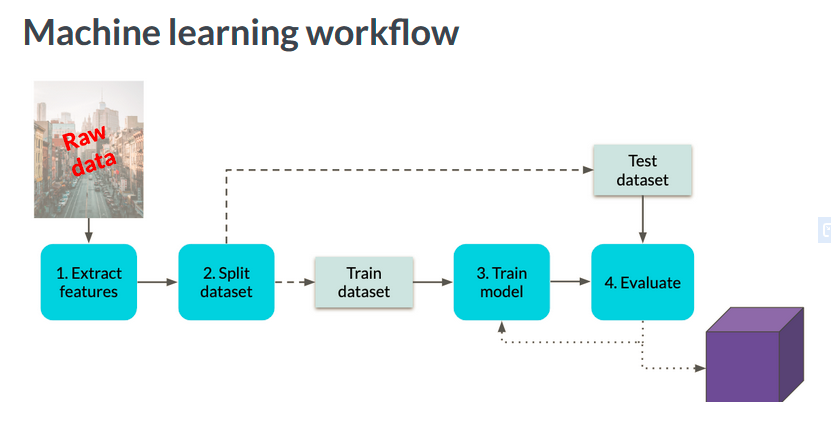 Machine learning workflow
Raw
data
Test
dataset
1. Extract
features
2. Split
dataset
Train
dataset
3. Train
model
4. Evaluate